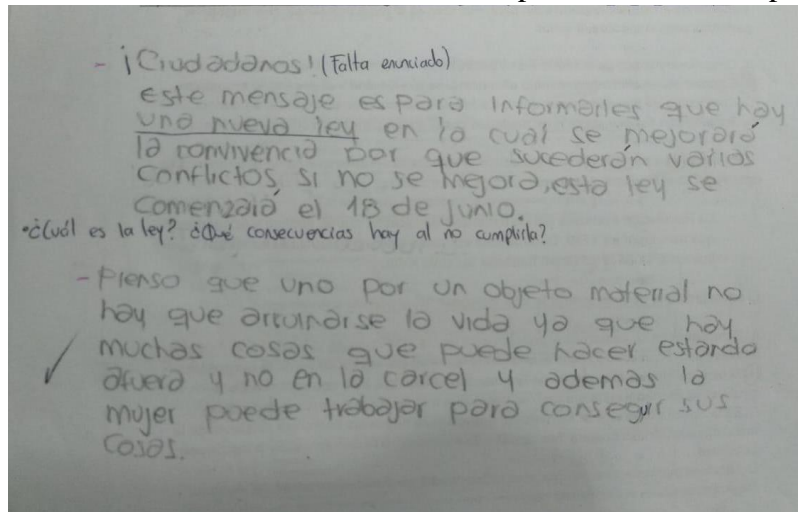 - ¡Ciudadanos! (Falta enunciado)
Este mensaje es para informarles que hay
una nueva ley en la cual se mejorará
la convivencia por que sucederán varios
conflictos si no se mejora, esta ley se
comenzará el 18 de junio.
• ¿Cuál es la ley? ¿Qué consecuencias hay al no cumplirla?
- Pienso que uno por un objeto material no
hay que arruinarse la vida ya que hay
muchas cosas que puede hacer estando
afuera y no en la carcel y ademas la
mujer puede trabajar para conseguir sus
cosas.